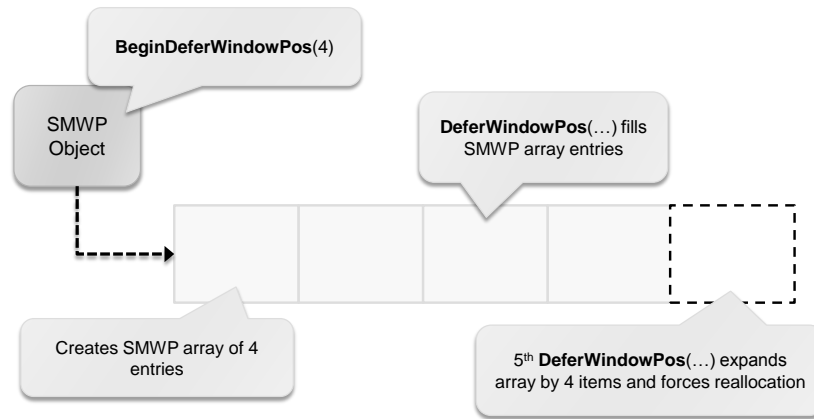 BeginDeferWindowPos(4)
SMWP
Object
DeferWindowPos(…) fills
SMWP array entries
Creates SMWP array of 4
entries
5th DeferWindowPos(…) expands
array by 4 items and forces reallocation